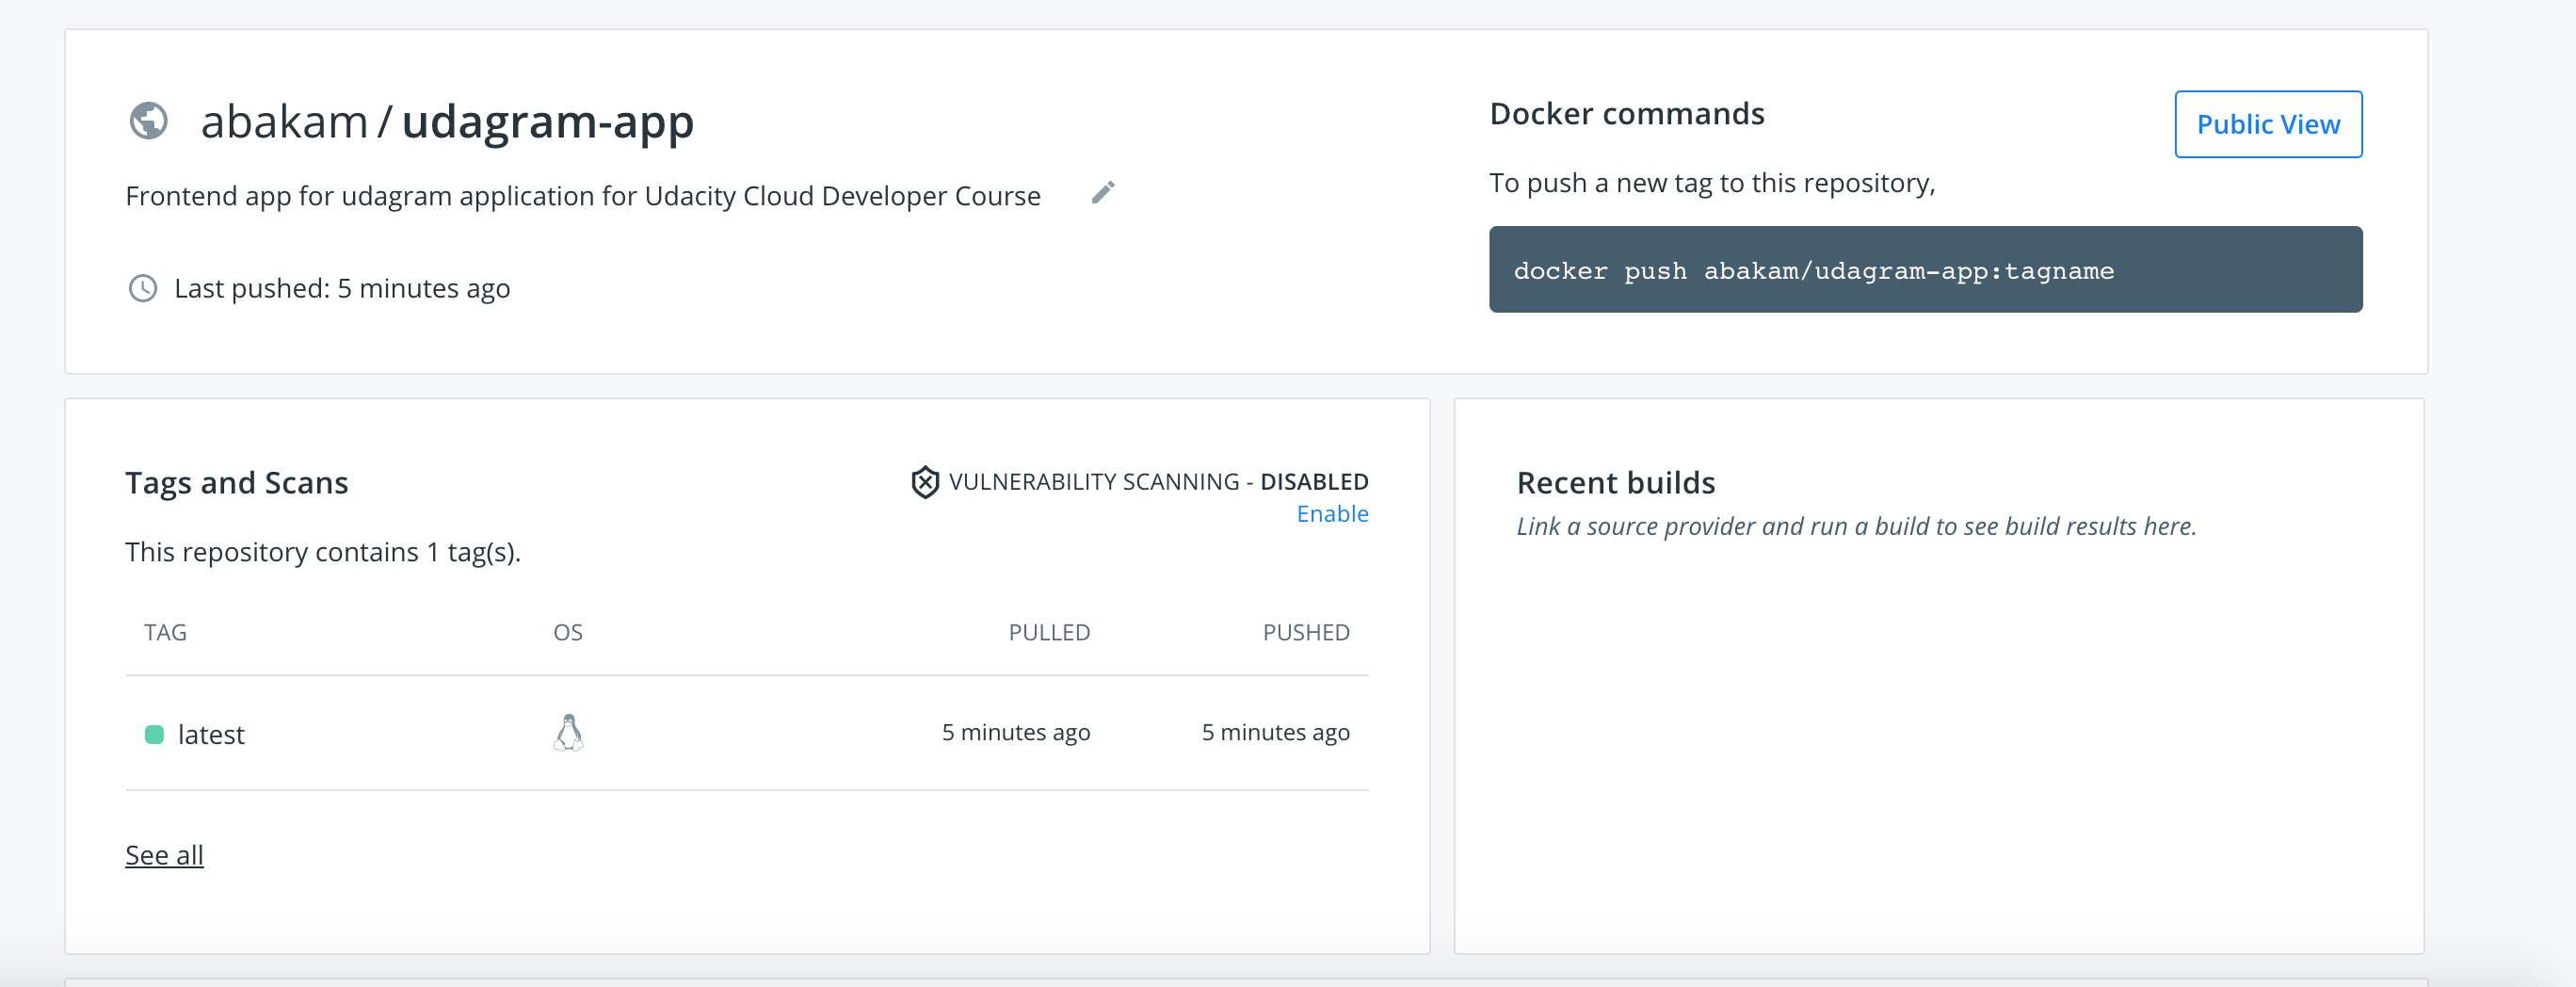 abakam / udagram-app
Frontend app for udagram application for Udacity Cloud Developer Course
Last pushed: 5 minutes ago
Docker commands
Public View
To push a new tag to this repository,
docker push abakam/udagram-app:tagname
Tags and Scans
VULNERABILITY SCANNING - DISABLED
Enable
This repository contains 1 tag(s).
TAG OS PULLED PUSHED
latest 5 minutes ago 5 minutes ago
See all
Recent builds
Link a source provider and run a build to see build results here.